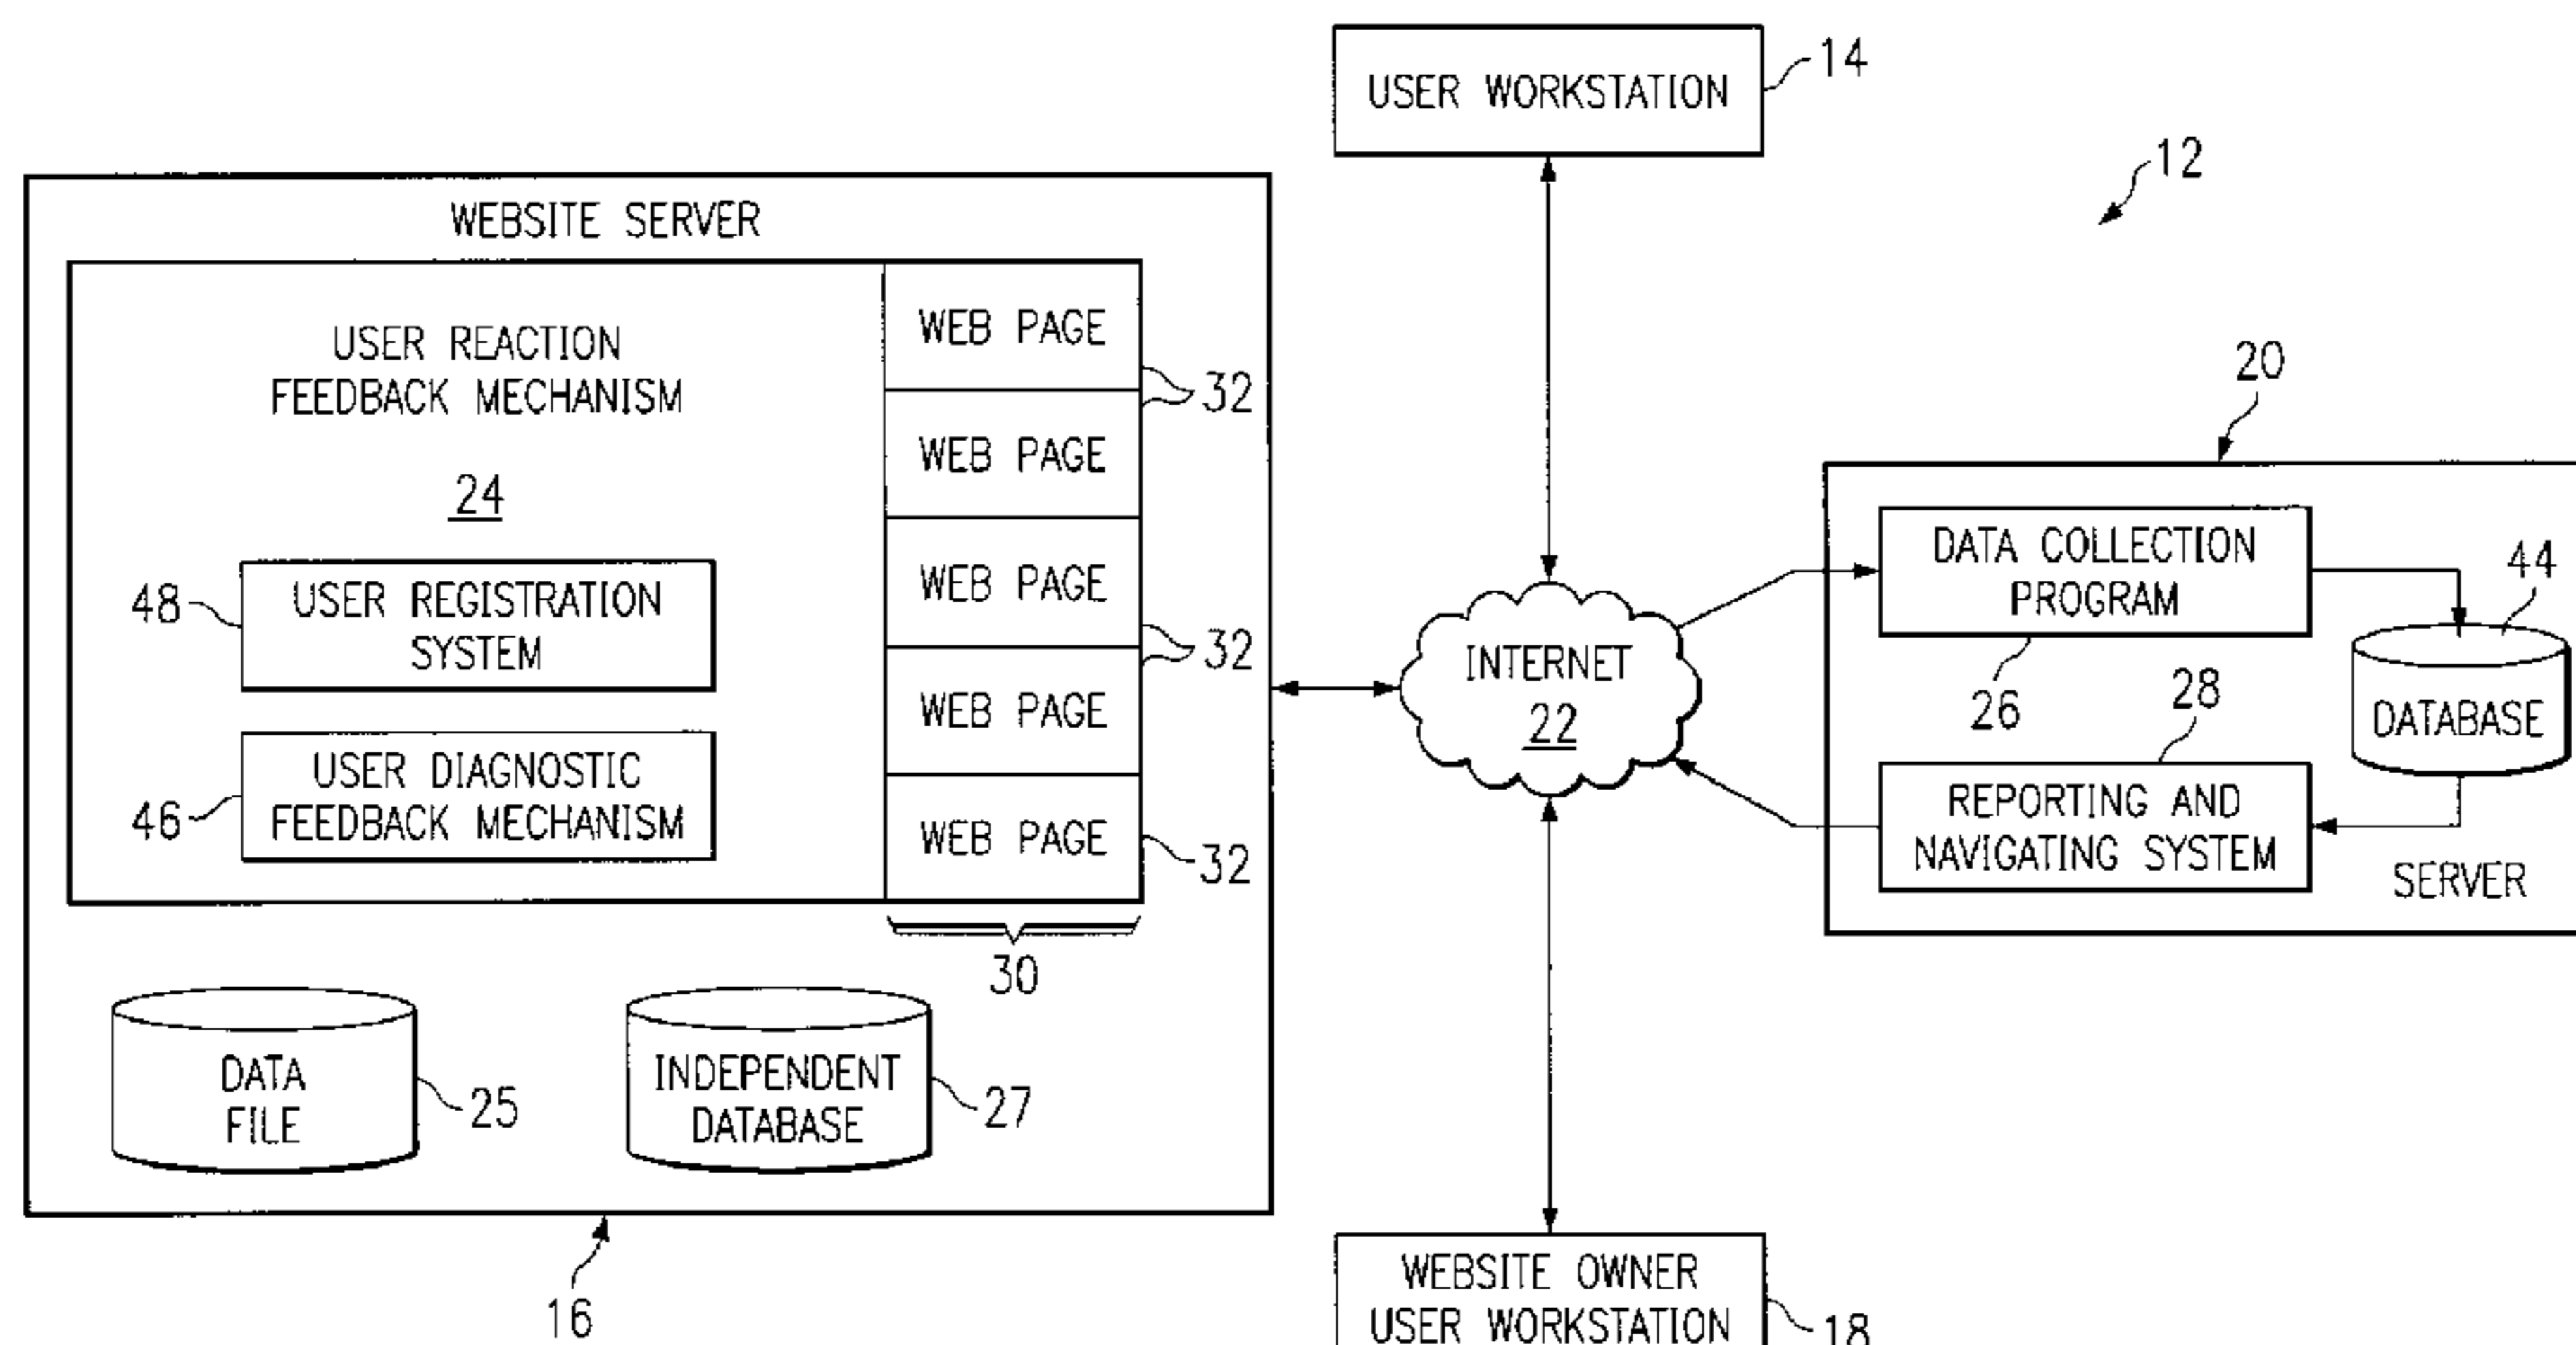 USER WORKSTATION
14
12
WEBSITE SERVER
USER REACTION
FEEDBACK MECHANISM
24
48
USER REGISTRATION
SYSTEM
46
USER DIAGNOSTIC
FEEDBACK MECHANISM
WEB PAGE
WEB PAGE
WEB PAGE
WEB PAGE
WEB PAGE
32
32
32
30
DATA
FILE
25
INDEPENDENT
DATABASE
27
16
INTERNET
22
20
DATA COLLECTION
PROGRAM
26
44
DATABASE
28
REPORTING AND
NAVIGATING SYSTEM
SERVER
WEBSITE OWNER
USER WORKSTATION
18